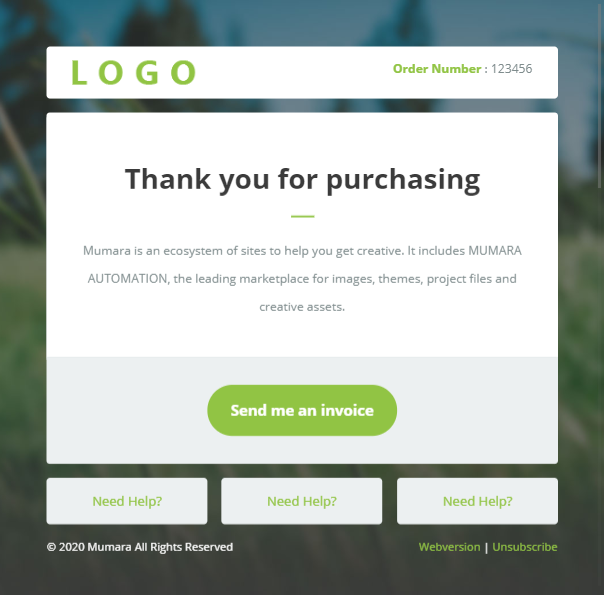 LOGO
Order Number : 123456
Thank you for purchasing
Mumara is an ecosystem of sites to help you get creative. It includes MUMARA
AUTOMATION, the leading marketplace for images, themes, project files and
creative assets.
Send me an invoice
Need Help?
Need Help?
Need Help?
© 2020 Mumara All Rights Reserved
Webversion | Unsubscribe